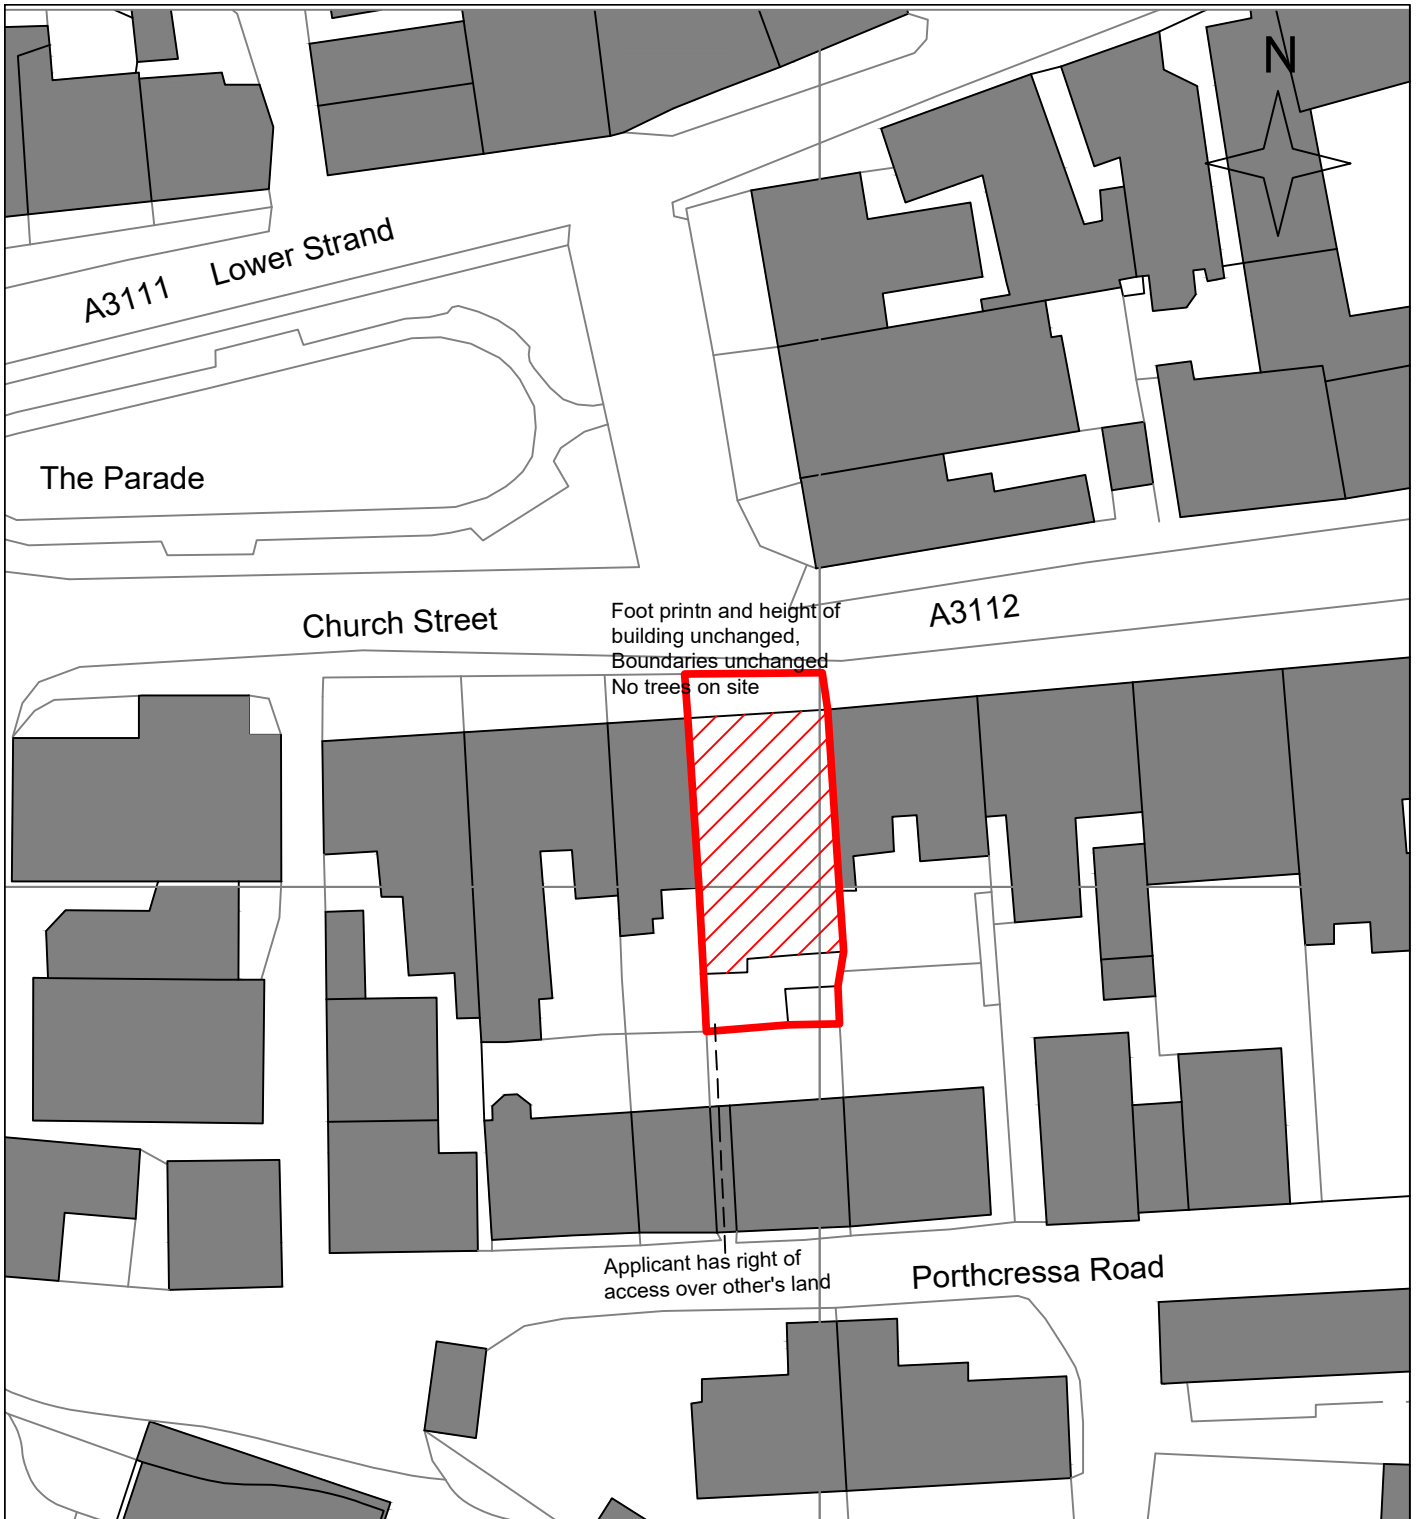 N
A3111 Lower Strand
The Parade
Church Street
A3112
Foot printn and height of
building unchanged,
Boundaries unchanged
No trees on site
Applicant has right of
access over other's land
Porthcressa Road